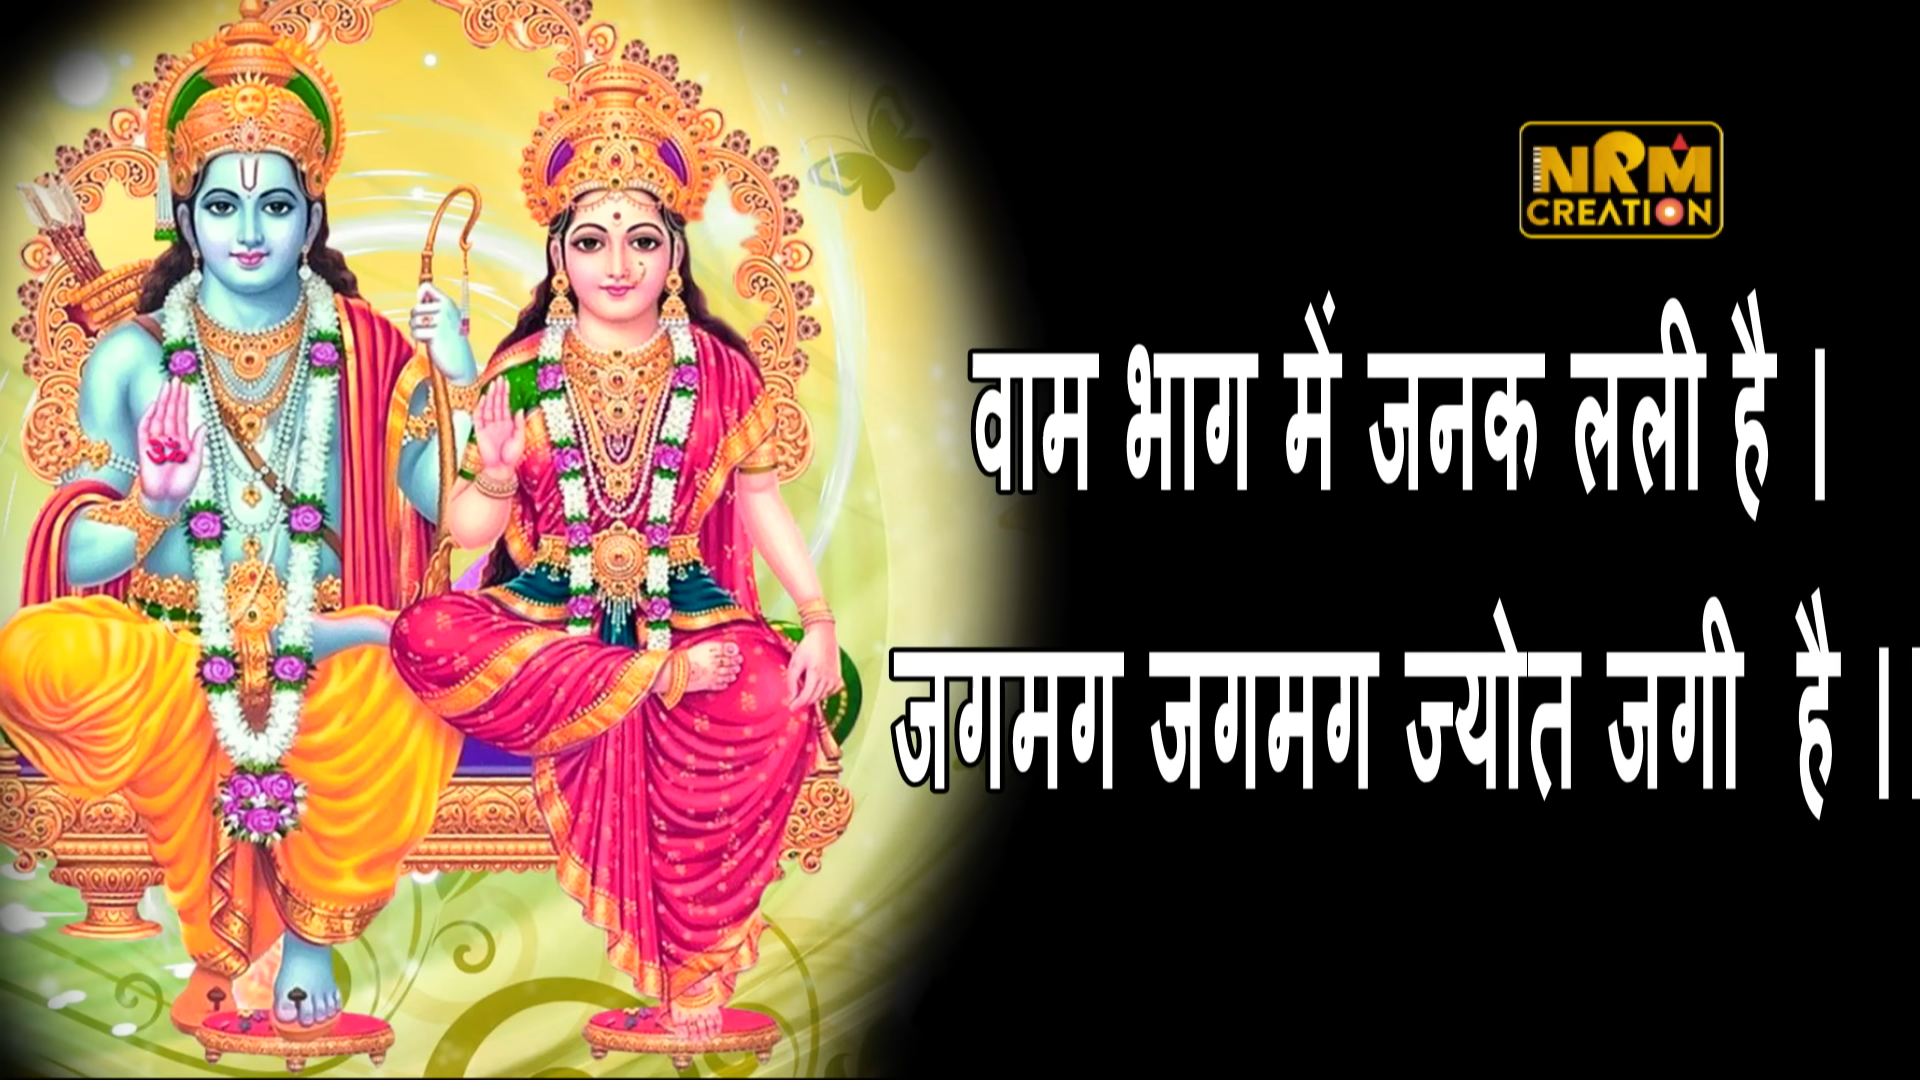 NRM
CREATION
वाम भाग में जनक लली है ।
जगमग जगमग ज्योत जगी है ।।